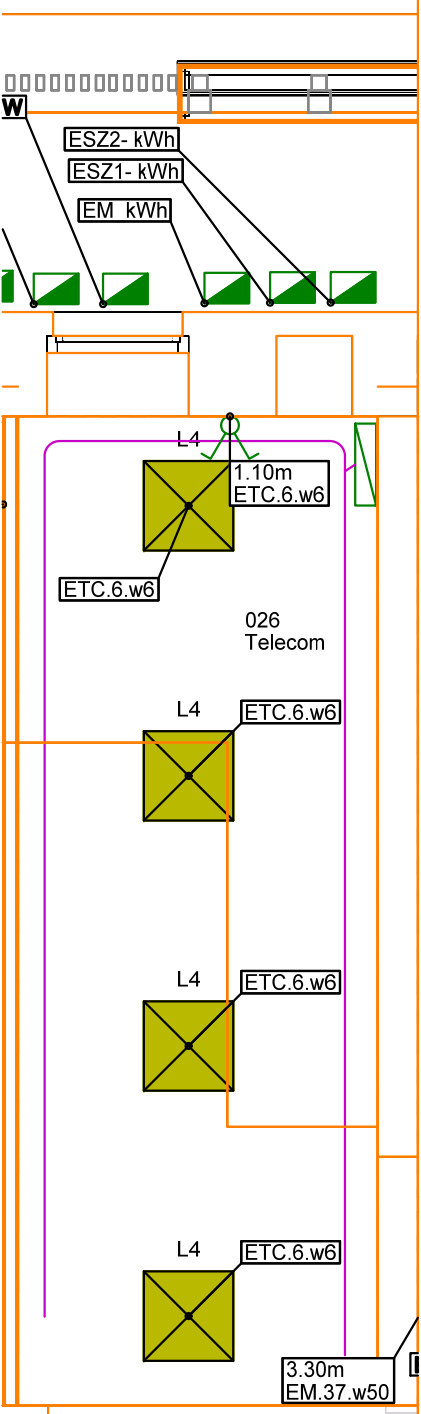 W
ESZ2- kWh
ESZ1- kWh
EM kWh
L4
1.10m
ETC.6.w6
ETC.6.w6
026
Telecom
L4
ETC.6.w6
L4
ETC.6.w6
L4
ETC.6.w6
3.30m
EM.37.w50